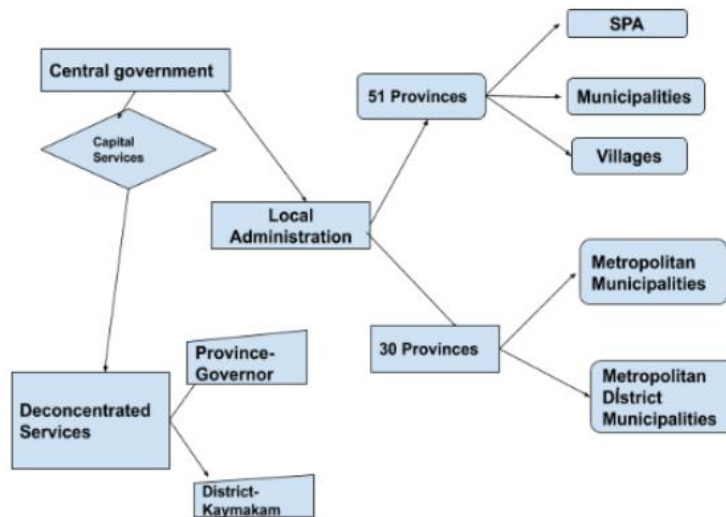 SPA
Central government
51 Provinces
Municipalities
Capital
Services
Villages
Local
Administration
Metropolitan
Municipalities
Province-
Governor
30 Provinces
Deconcentrated
Services
Metropolitan
Dİstrict
Municipalities
District-
Kaymakam